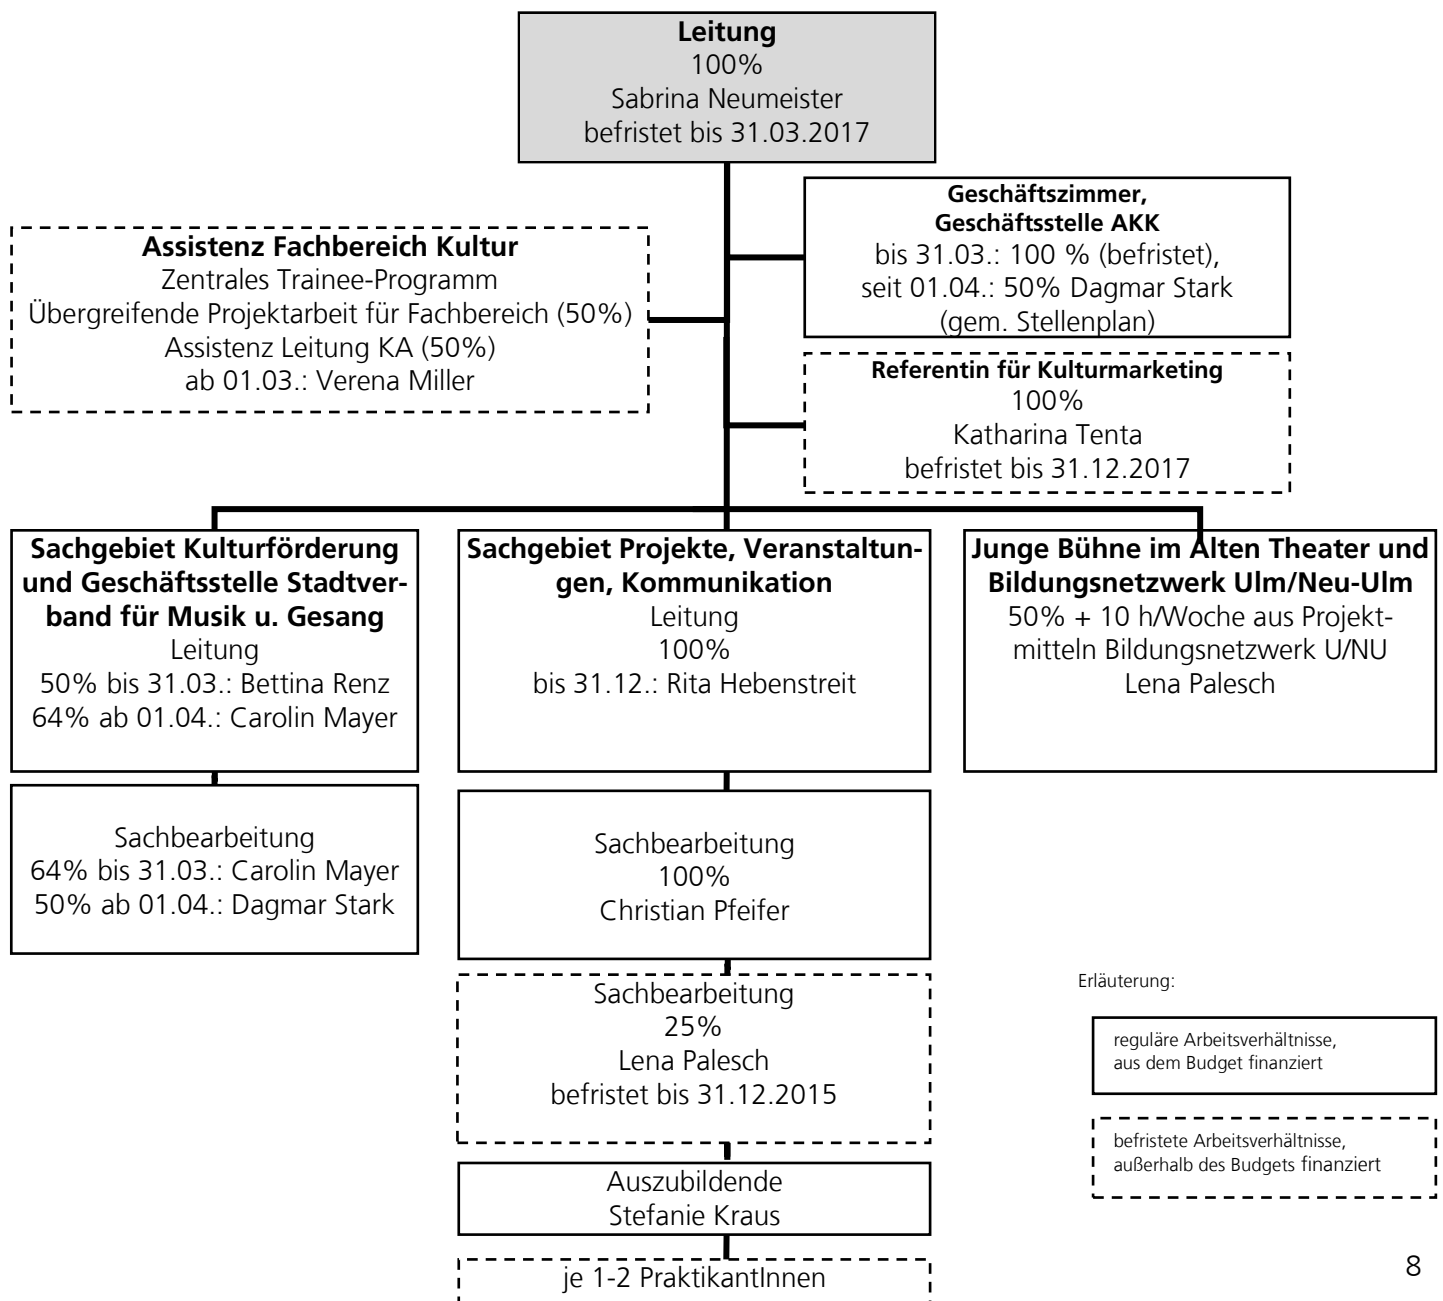 Leitung
100%
Sabrina Neumeister
befristet bis 31.03.2017
Geschäftszimmer,
Geschäftsstelle AKK
bis 31.03.: 100 % (befristet),
seit 01.04.: 50% Dagmar Stark
(gem. Stellenplan)
Assistenz Fachbereich Kultur
Zentrales Trainee-Programm
Übergreifende Projektarbeit für Fachbereich (50%)
Assistenz Leitung KA (50%)
ab 01.03.: Verena Miller
Referentin für Kulturmarketing
100%
Katharina Tenta
befristet bis 31.12.2017
Sachgebiet Kulturförderung
und Geschäftsstelle Stadtver-
band für Musik u. Gesang
Leitung
50% bis 31.03.: Bettina Renz
64% ab 01.04.: Carolin Mayer
Sachbearbeitung
64% bis 31.03.: Carolin Mayer
50% ab 01.04.: Dagmar Stark
Sachgebiet Projekte, Veranstaltun-
gen, Kommunikation
Leitung
100%
bis 31.12.: Rita Hebenstreit
Sachbearbeitung
100%
Christian Pfeifer
Sachbearbeitung
25%
Lena Palesch
befristet bis 31.12.2015
Auszubildende
Stefanie Kraus
je 1-2 PraktikantInnen
Junge Bühne im Alten Theater und
Bildungsnetzwerk Ulm/Neu-Ulm
50% + 10 h/Woche aus Projekt-
mitteln Bildungsnetzwerk U/NU
Lena Palesch
Erläuterung:
reguläre Arbeitsverhältnisse,
aus dem Budget finanziert
befristete Arbeitsverhältnisse,
außerhalb des Budgets finanziert
8